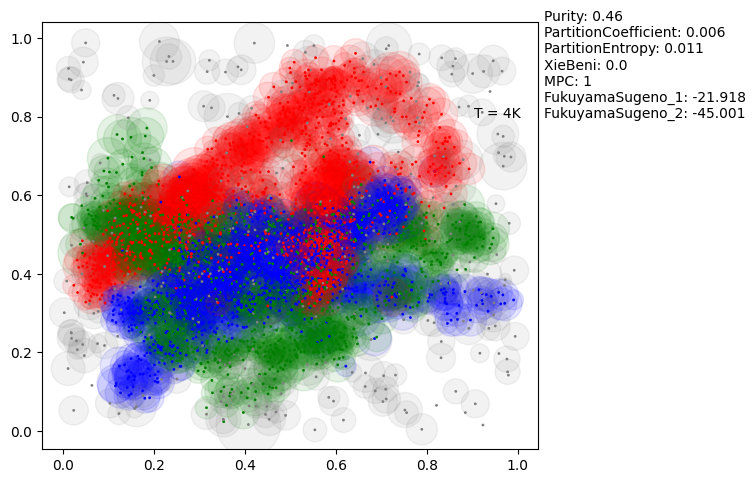 Purity: 0.46
PartitionCoefficient: 0.006
PartitionEntropy: 0.011
XieBeni: 0.0
MPC: 1
FukuyamaSugeno_1: -21.918
FukuyamaSugeno_2: -45.001
T = 4K
1.0
0.8
0.6
0.4
0.2
0.0
0.0 0.2 0.4 0.6 0.8 1.0